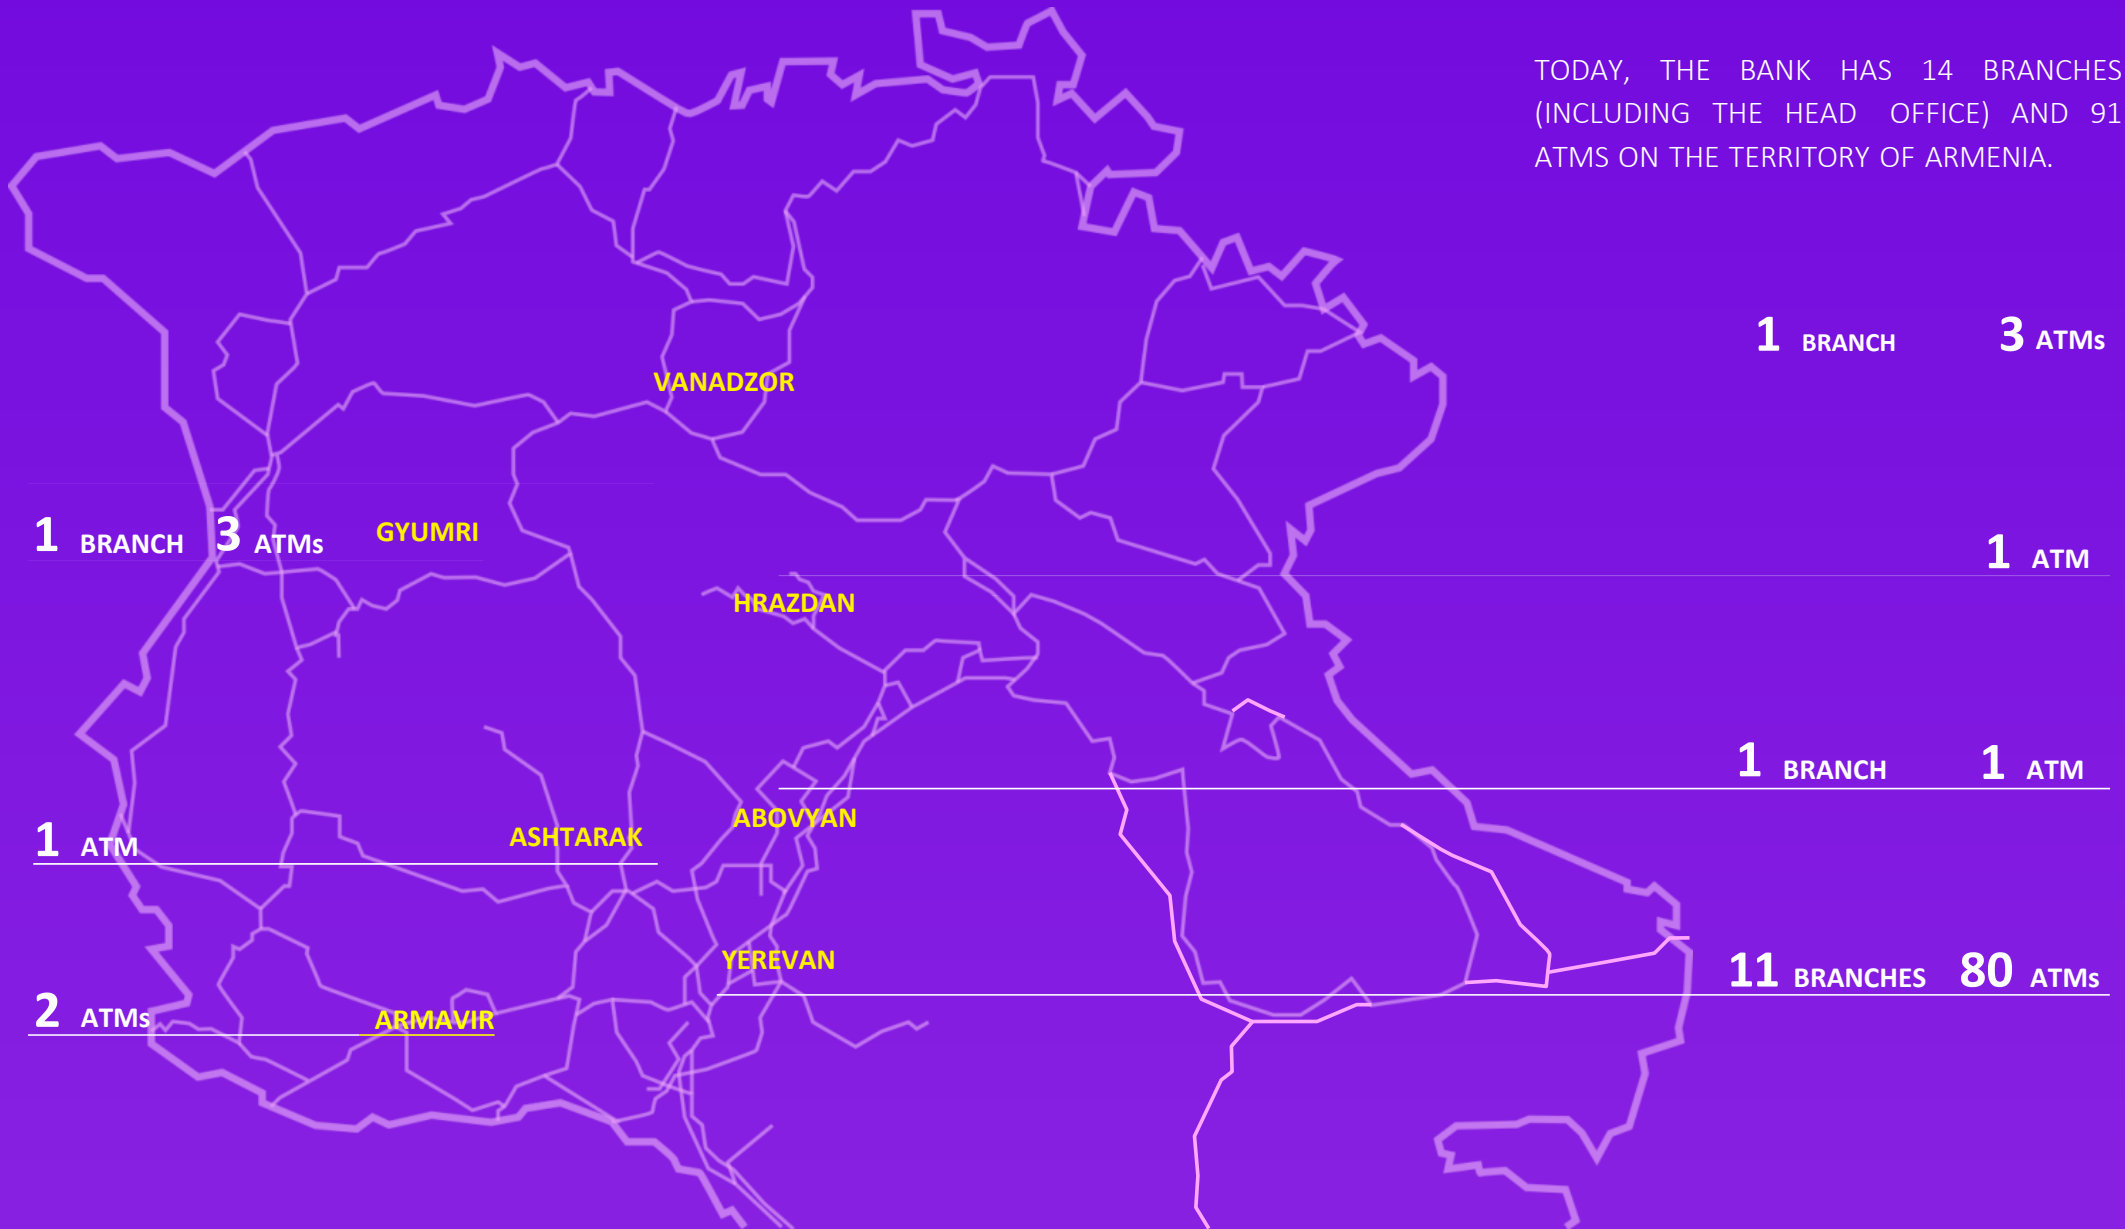 TODAY, THE BANK HAS 14 BRANCHES
(INCLUDING THE HEAD OFFICE) AND 91
ATMS ON THE TERRITORY OF ARMENIA.
VANADZOR
1 BRANCH 3 ATMs
1 BRANCH 3 ATMs
GYUMRI
HRAZDAN
1 ATM
ABOVYAN
1 BRANCH 1 ATM
1 ATM
ASHTARAK
YEREVAN
11 BRANCHES 80 ATMs
2 ATMs
ARMAVIR